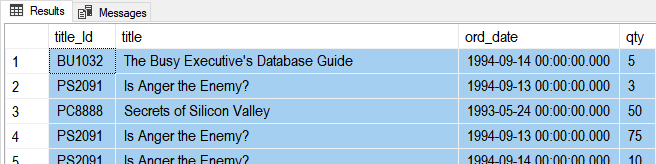 Results Messages
title_Id title ord_date qty
1 BU1032 The Busy Executive's Database Guide 1994-09-14 00:00:00.000 5
2 PS2091 Is Anger the Enemy? 1994-09-13 00:00:00.000 3
3 PC8888 Secrets of Silicon Valley 1993-05-24 00:00:00.000 50
4 PS2091 Is Anger the Enemy? 1994-09-13 00:00:00.000 75
5 PS2091 Is Anger the Enemy? 1994-09-14 00:00:00.000 10